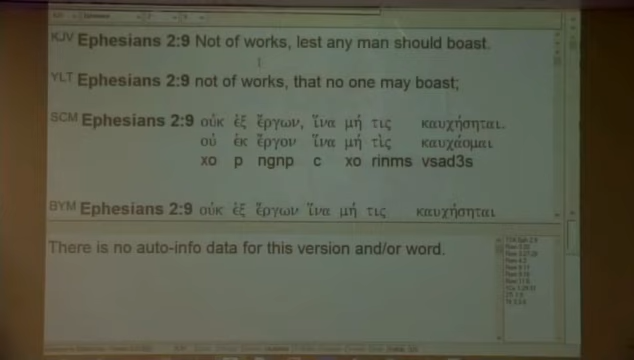 KJV Ephesians 2:9 Not of works, lest any man should boast.
YLT Ephesians 2:9 not of works, that no one may boast;
SCM Ephesians 2:9 οὐκ ἐξ ἔργων, ἵνα μή τις καυχήσηται.
οὐ ἐκ ἔργον ἵνα μή τὶς καυχάομαι
xo p ngnp c xo rinms vsad3s
BYM Ephesians 2:9 οὐκ ἐξ ἔργων ἵνα μή τις καυχήσηται
There is no auto-info data for this version and/or word.